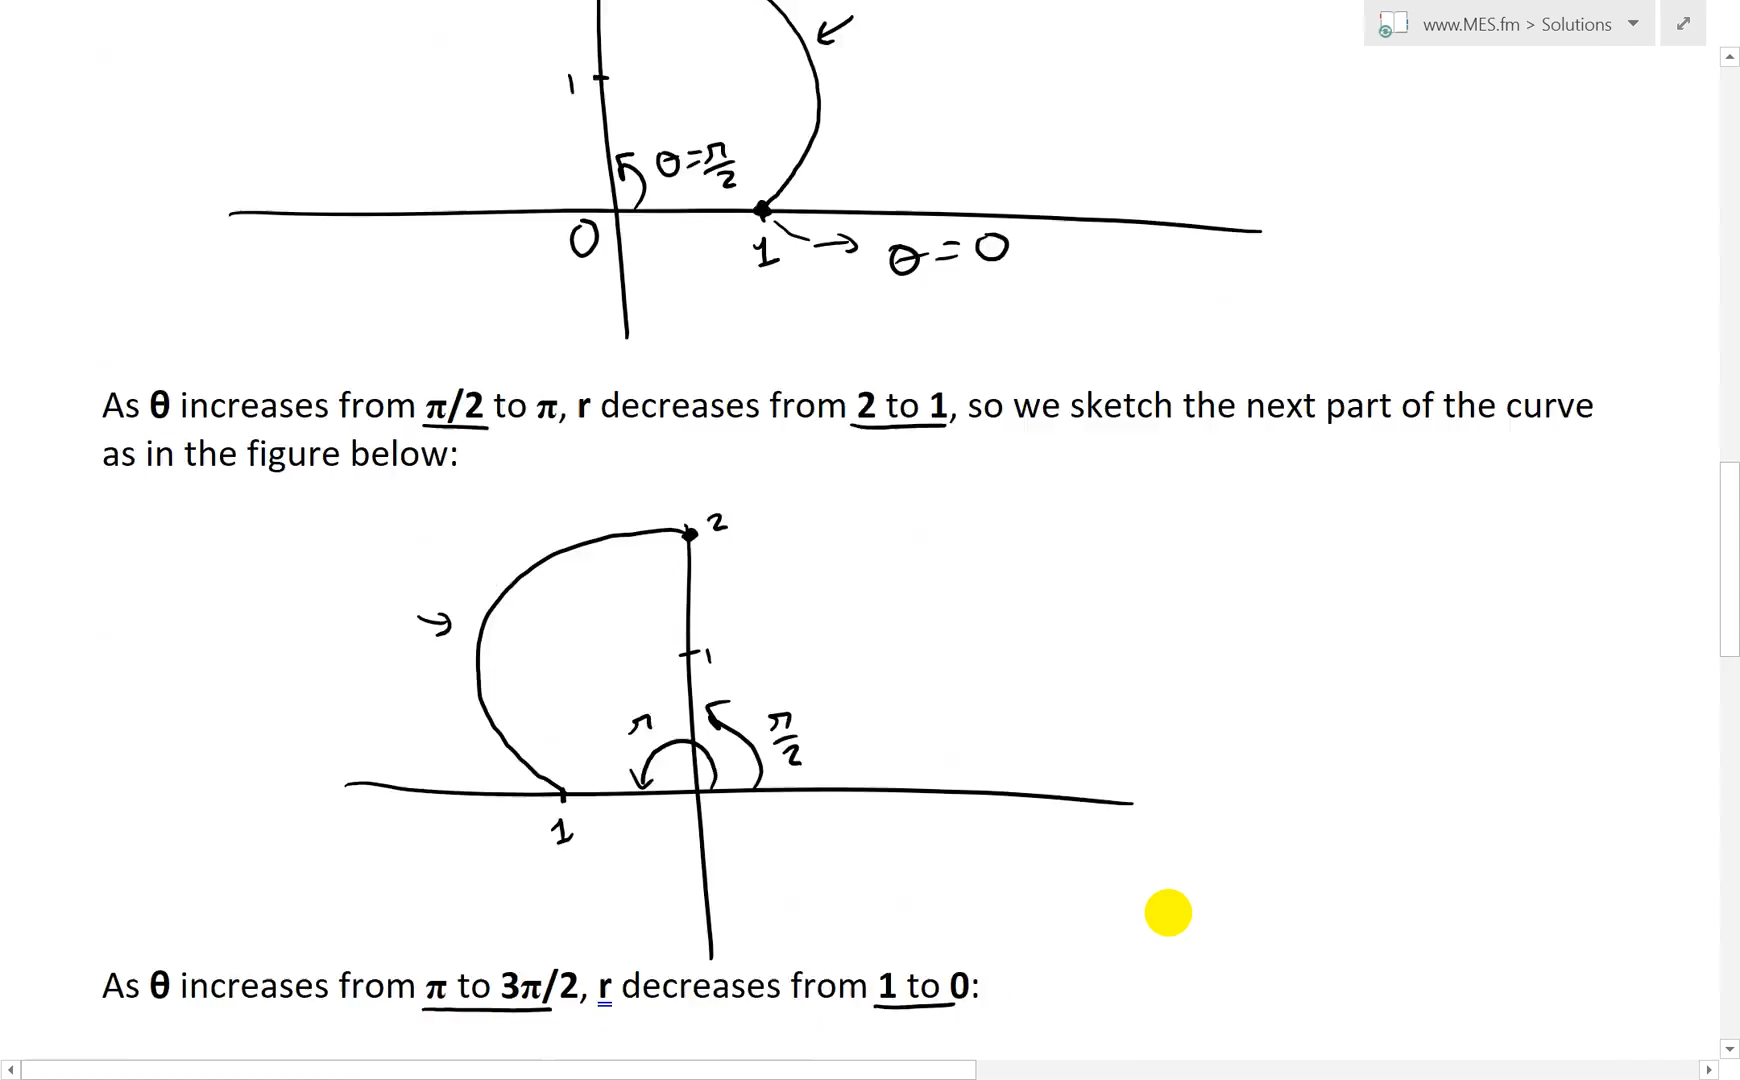 www.MES.fm > Solutions
1
θ=π/2
0
1
θ=0
As θ increases from π/2 to π, r decreases from 2 to 1, so we sketch the next part of the curve
as in the figure below:
2
1
π
π/2
1
As θ increases from π to 3π/2, r decreases from 1 to 0: